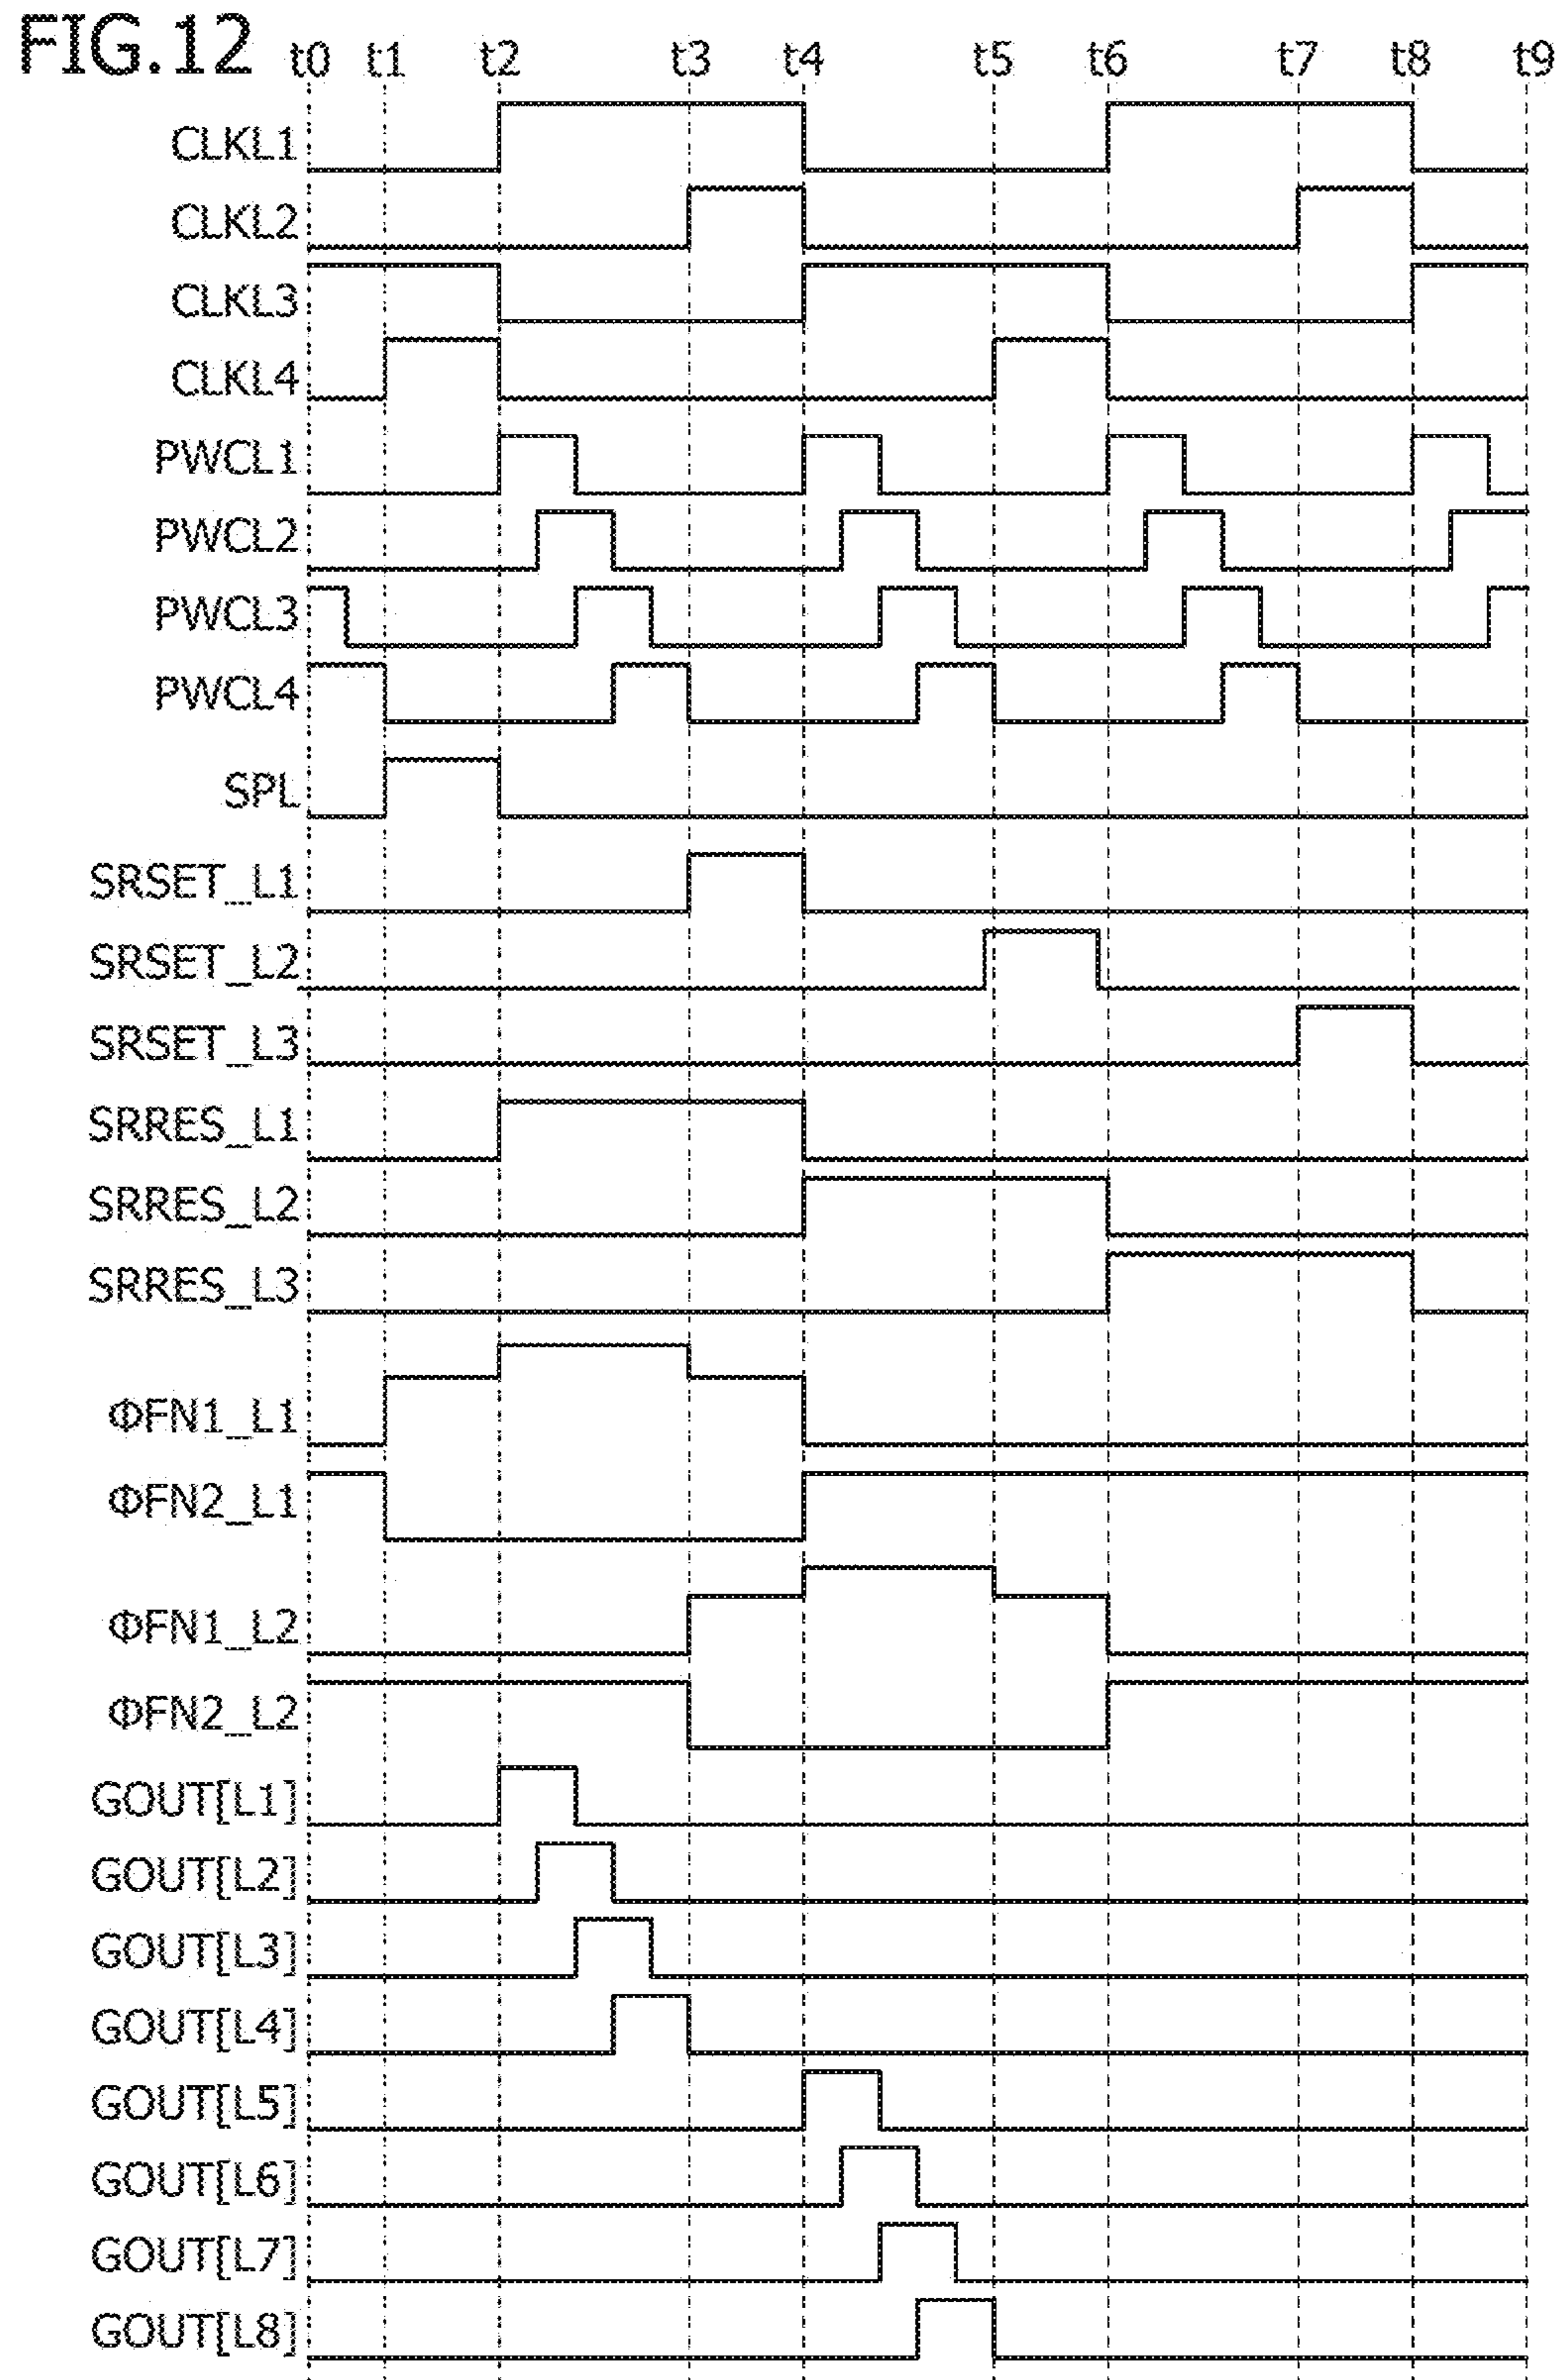 FIG.12 t0 t1 t2 t3 t4 t5 t6 t7 t8 t9
CLKL1
CLKL2
CLKL3
CLKL4
PWCL1
PWCL2
PWCL3
PWCL4
SPL
SRSET_L1
SRSET_L2
SRSET_L3
SRRES_L1
SRRES_L2
SRRES_L3
ΦFN1_L1
ΦFN2_L1
ΦFN1_L2
ΦFN2_L2
GOUT[L1]
GOUT[L2]
GOUT[L3]
GOUT[L4]
GOUT[L5]
GOUT[L6]
GOUT[L7]
GOUT[L8]